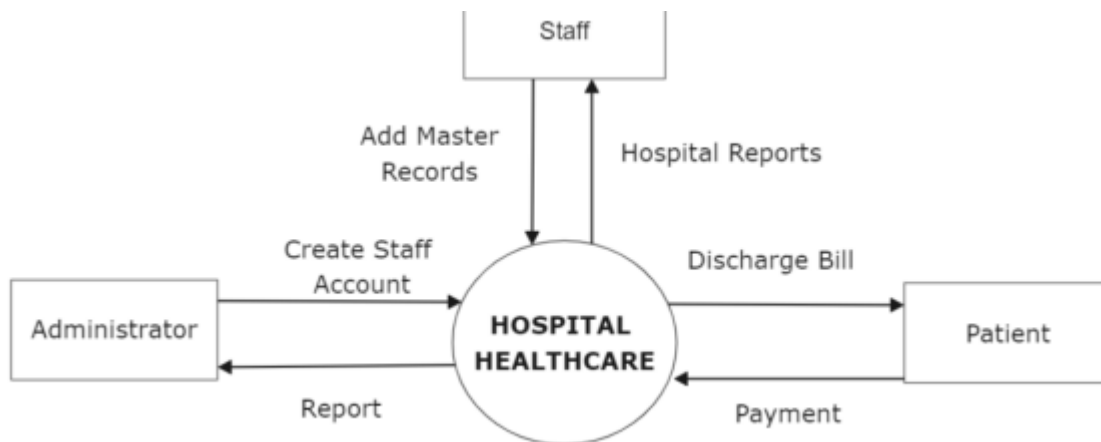 Staff
Add Master
Records
Hospital Reports
Create Staff
Account
Discharge Bill
Administrator
HOSPITAL
HEALTHCARE
Patient
Report
Payment